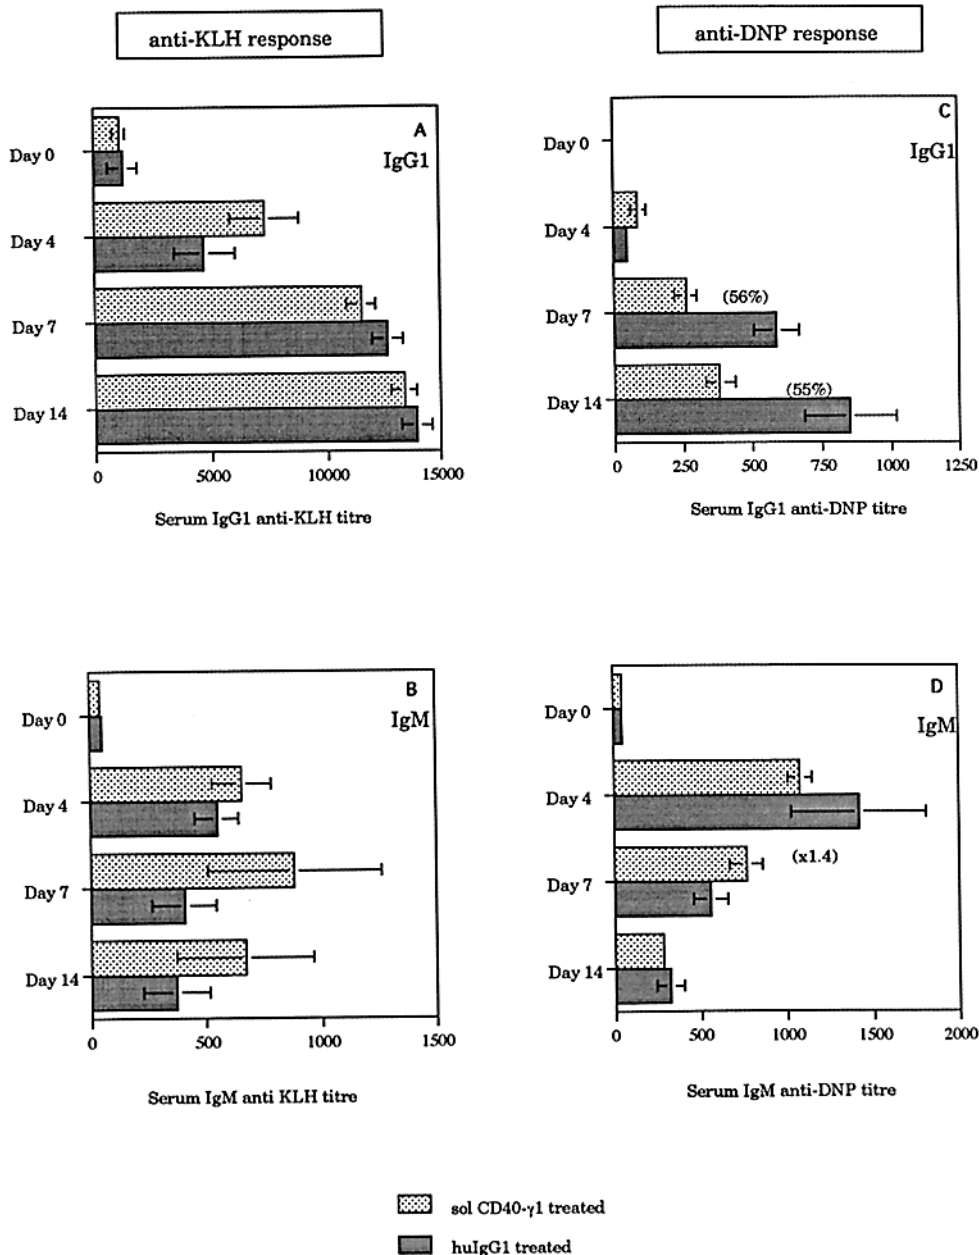 anti-KLH response
anti-DNP response
A
IgG1
Day 0
Day 4
Day 7
Day 14
0 5000 10000 15000
Serum IgG1 anti-KLH titre
C
IgG1
Day 0
Day 4
Day 7
(56%)
Day 14
(55%)
0 250 500 750 1000 1250
Serum IgG1 anti-DNP titre
B
IgM
Day 0
Day 4
Day 7
Day 14
0 500 1000 1500
Serum IgM anti KLH titre
D
IgM
Day 0
Day 4
(x1.4)
Day 7
Day 14
0 500 1000 1500 2000
Serum IgM anti-DNP titre
sol CD40-γ1 treated
huIgG1 treated